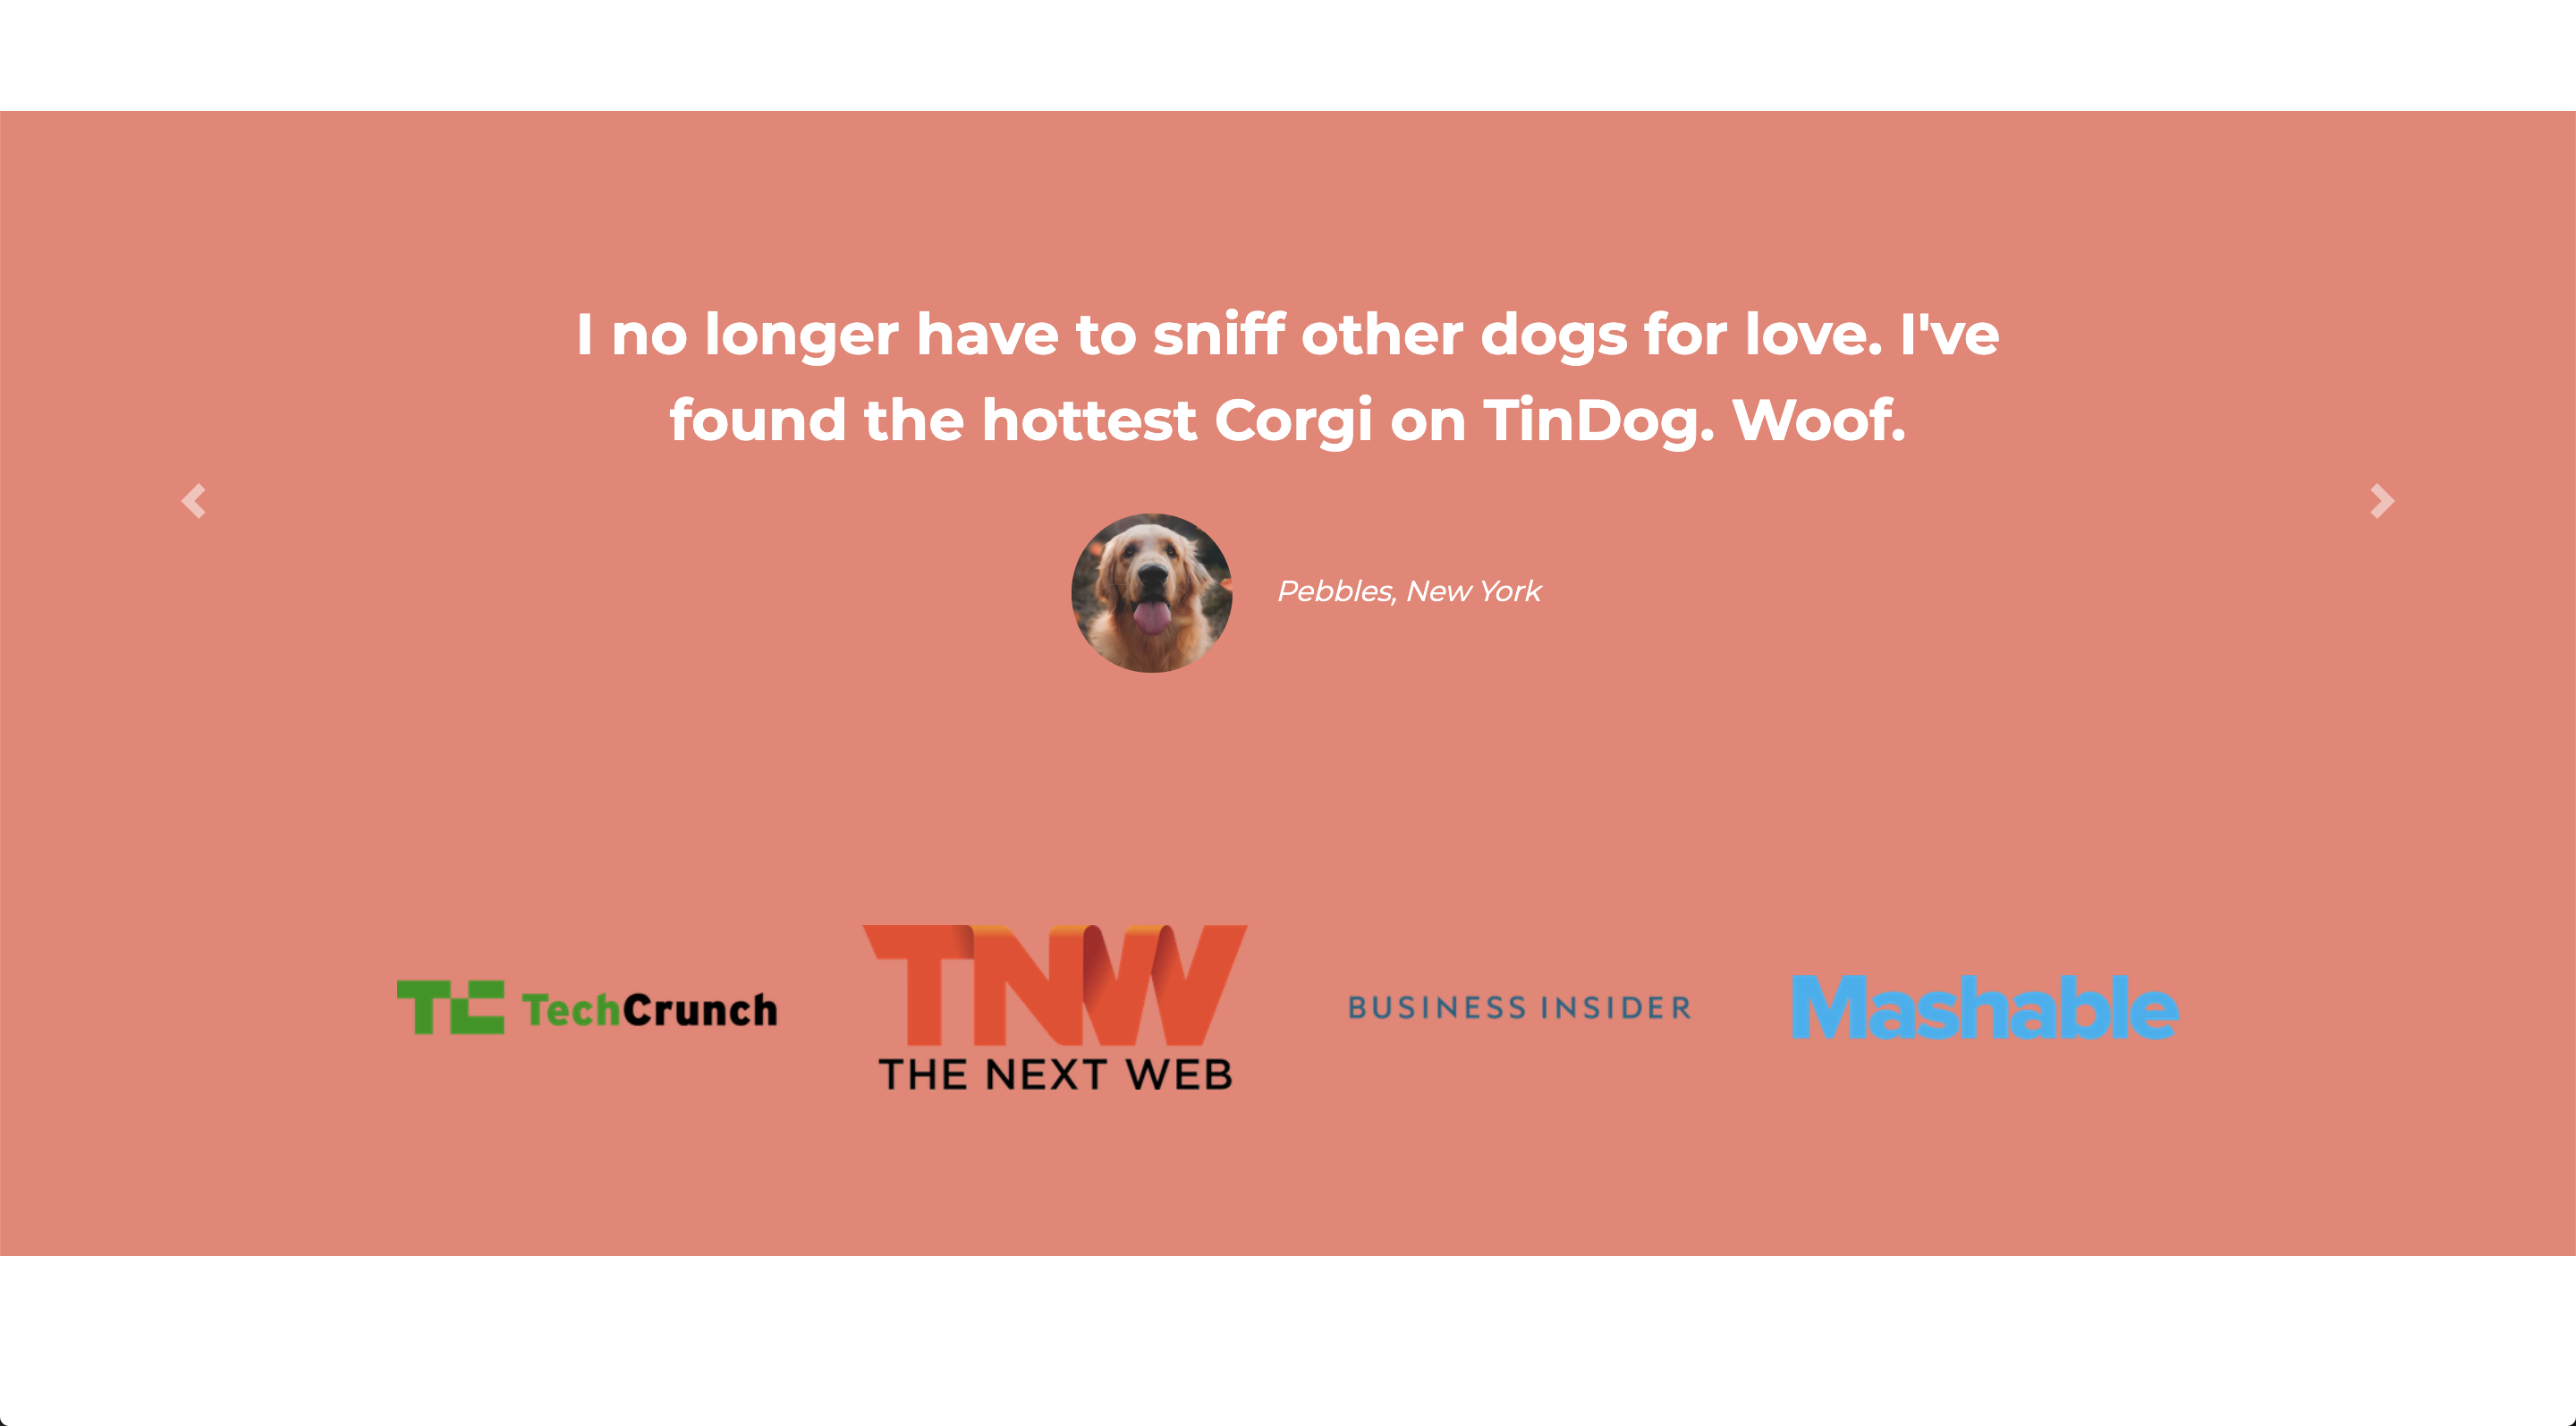 I no longer have to sniff other dogs for love. I've
found the hottest Corgi on TinDog. Woof.
Pebbles, New York
TC TechCrunch
TNW
THE NEXT WEB
BUSINESS INSIDER
Mashable